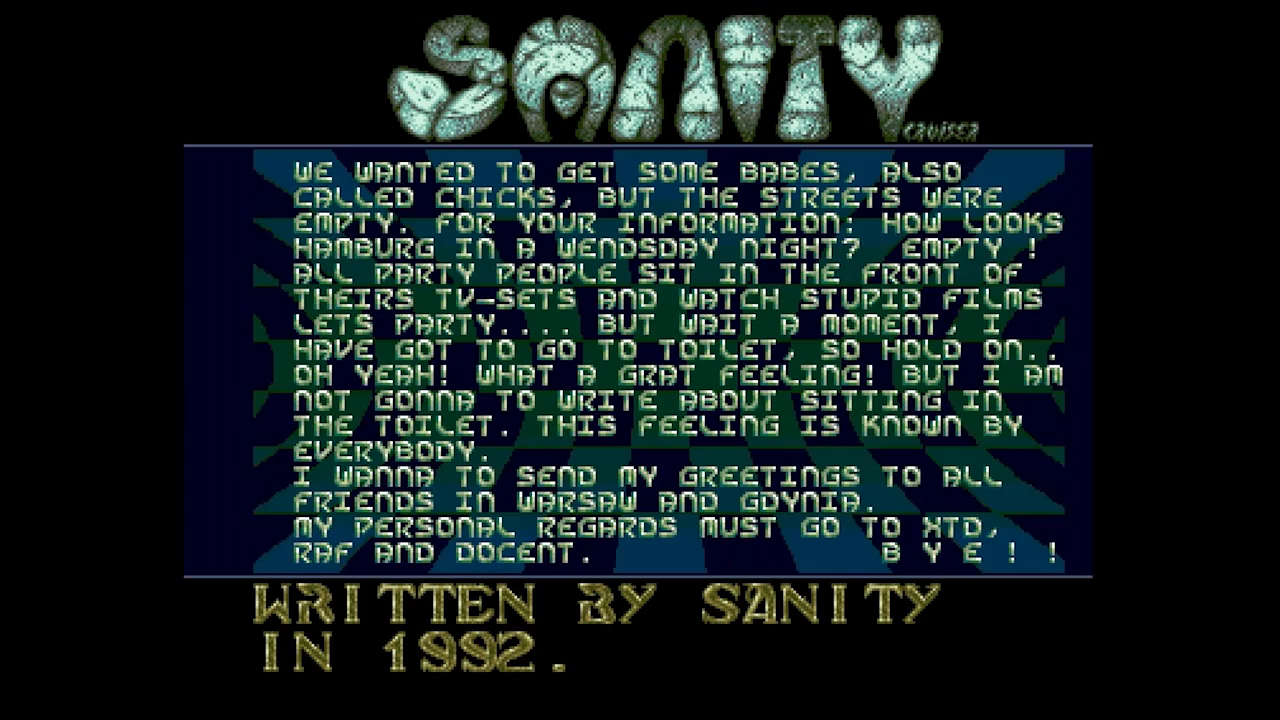 SANITY
CRUISER
WE WANTED TO GET SOME BABES, ALSO
CALLED CHICKS, BUT THE STREETS WERE
EMPTY. FOR YOUR INFORMATION: HOW LOOKS
HAMBURG IN A WENDSDAY NIGHT?  EMPTY !
ALL PARTY PEOPLE SIT IN THE FRONT OF
THEIRS TV-SETS AND WATCH STUPID FILMS
LETS PARTY.... BUT WAIT A MOMENT, I
HAVE GOT TO GO TO TOILET, SO HOLD ON..
OH YEAH! WHAT A GRAT FEELING! BUT I AM
NOT GONNA TO WRITE ABOUT SITTING IN
THE TOILET. THIS FEELING IS KNOWN BY
EVERYBODY.
I WANNA TO SEND MY GREETINGS TO ALL
FRIENDS IN WARSAW AND GDYNIA.
MY PERSONAL REGARDS MUST GO TO XTD,
RAF AND DOCENT.              B Y E ! !
WRITTEN BY SANITY
IN 1992.